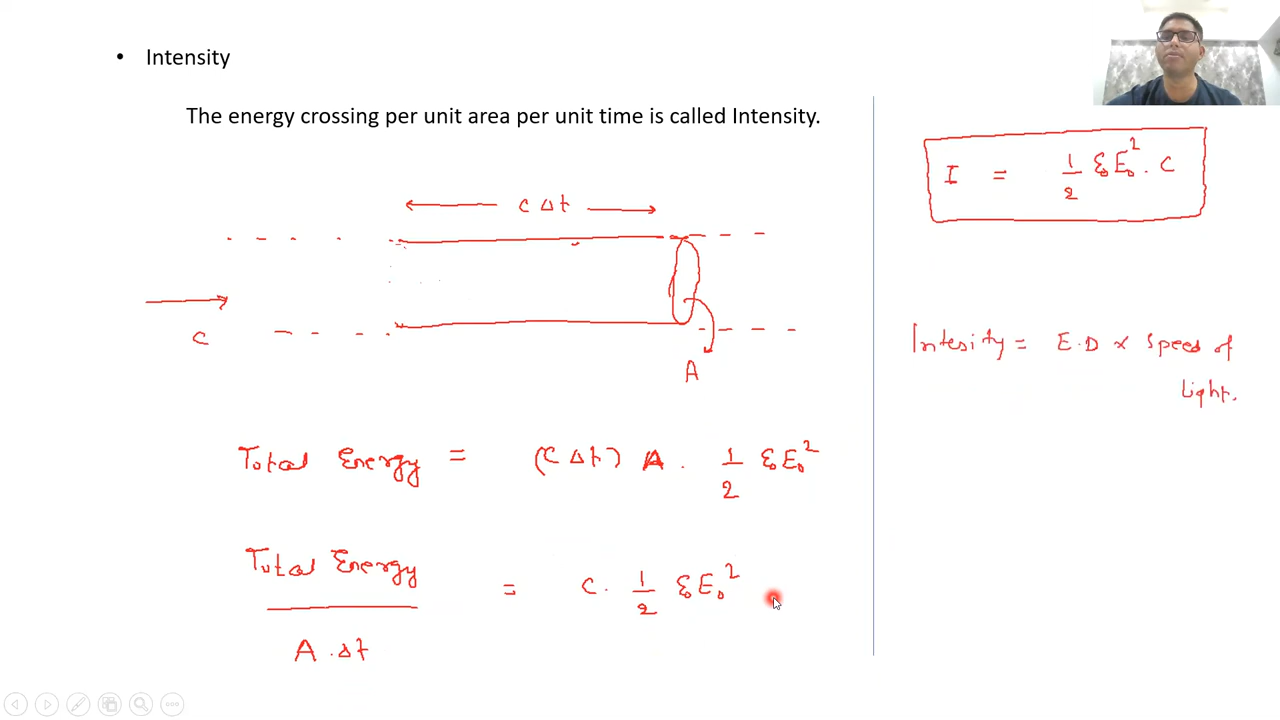 • Intensity
The energy crossing per unit area per unit time is called Intensity.
c Δt
c
A
Total Energy = (c Δt) A . 1/2 ε₀E₀²
Total Energy / A . Δt = c . 1/2 ε₀E₀²
I = 1/2 ε₀E₀² . c
Intesity = E.D × Speed of
light.